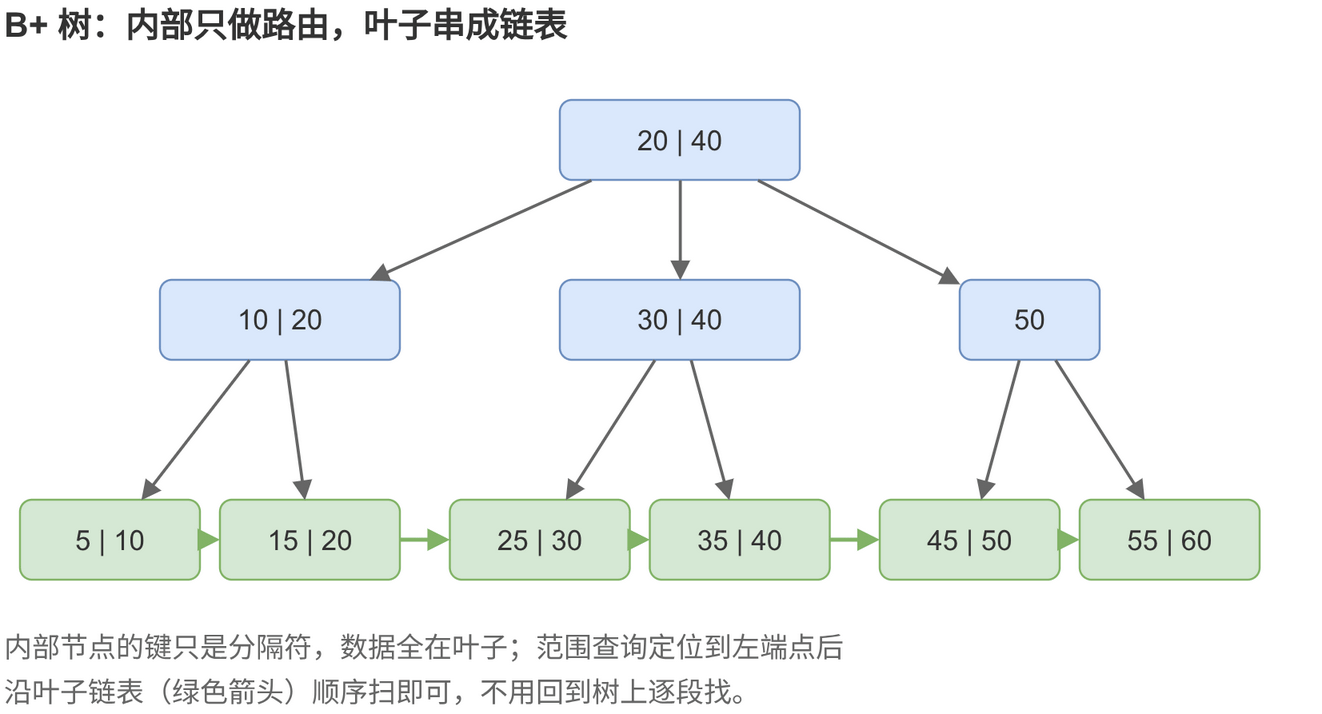 B+ 树：内部只做路由，叶子串成链表
20 | 40
10 | 20
30 | 40
50
5 | 10
15 | 20
25 | 30
35 | 40
45 | 50
55 | 60
内部节点的键只是分隔符，数据全在叶子；范围查询定位到左端点后
沿叶子链表（绿色箭头）顺序扫即可，不用回到树上逐段找。